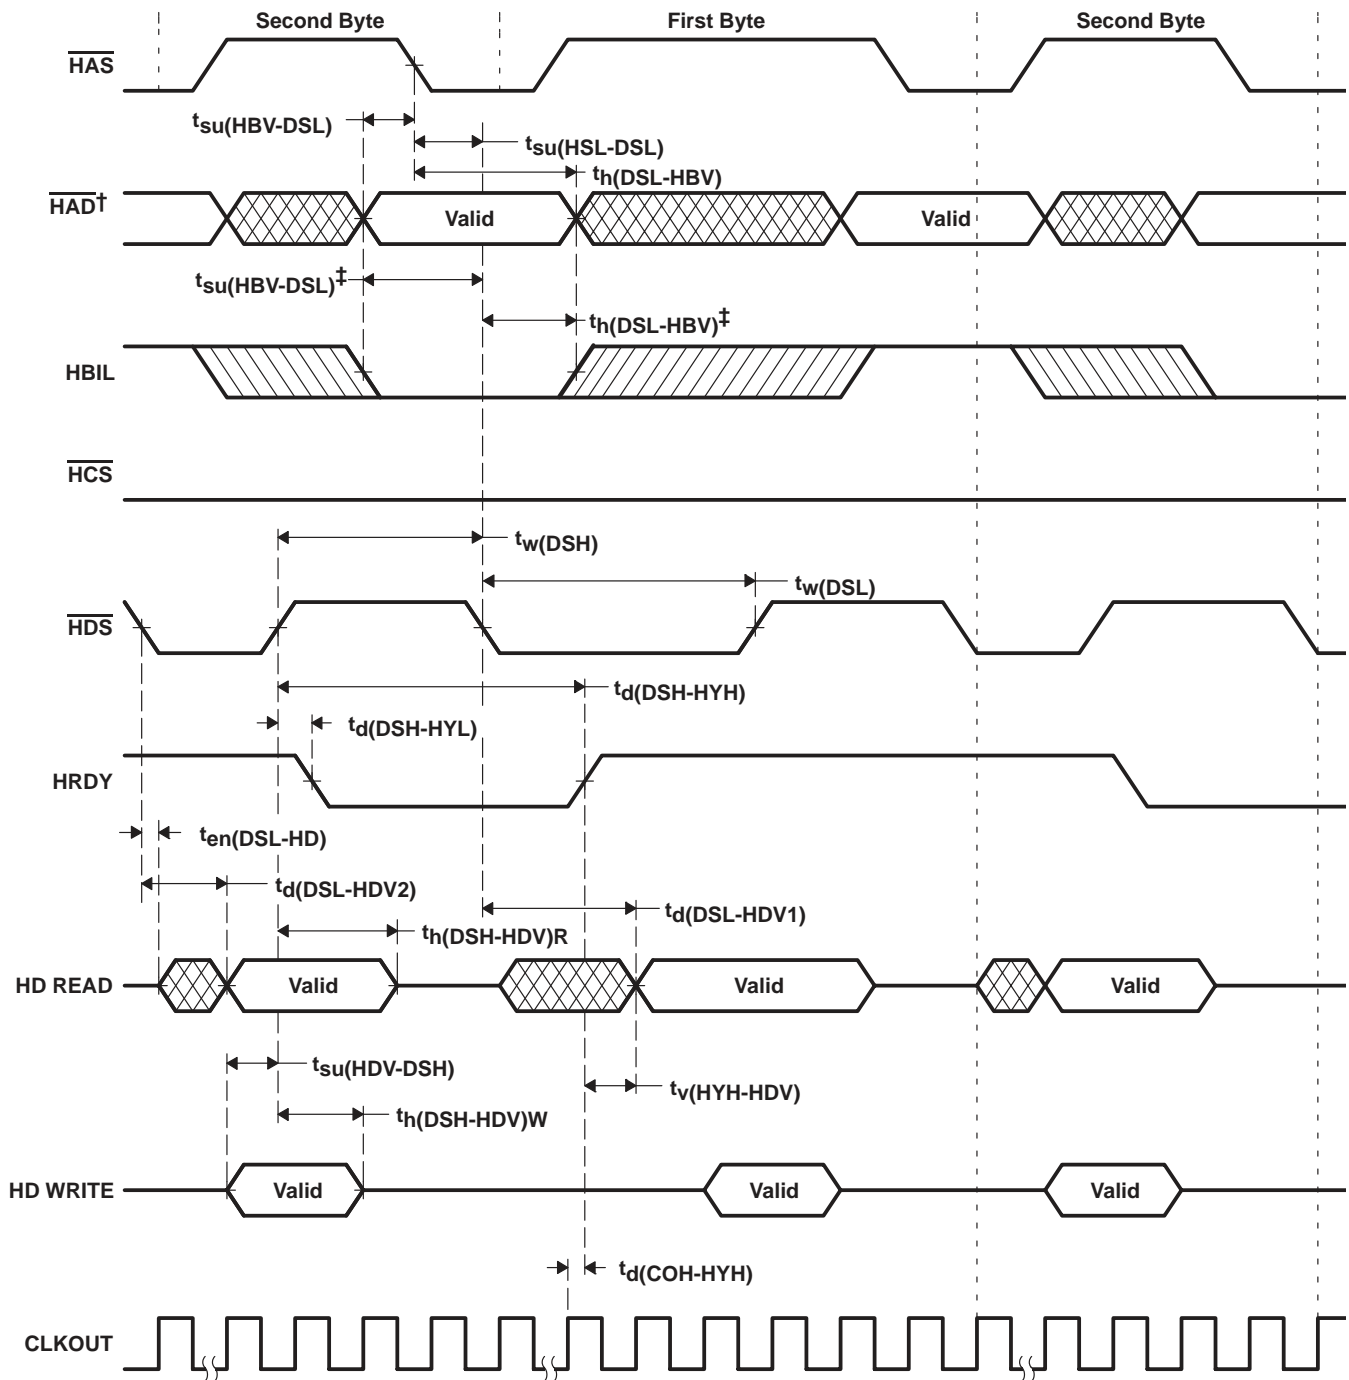 Second Byte First Byte Second Byte
HAS
tsu(HBV-DSL)
tsu(HSL-DSL)
th(DSL-HBV)
HAD†
Valid Valid
tsu(HBV-DSL)‡
th(DSL-HBV)‡
HBIL
HCS
tw(DSH)
tw(DSL)
HDS
td(DSH-HYH)
td(DSH-HYL)
HRDY
ten(DSL-HD)
td(DSL-HDV2)
td(DSL-HDV1)
th(DSH-HDV)R
HD READ Valid Valid Valid
tsu(HDV-DSH)
tv(HYH-HDV)
th(DSH-HDV)W
HD WRITE Valid Valid Valid
td(COH-HYH)
CLKOUT